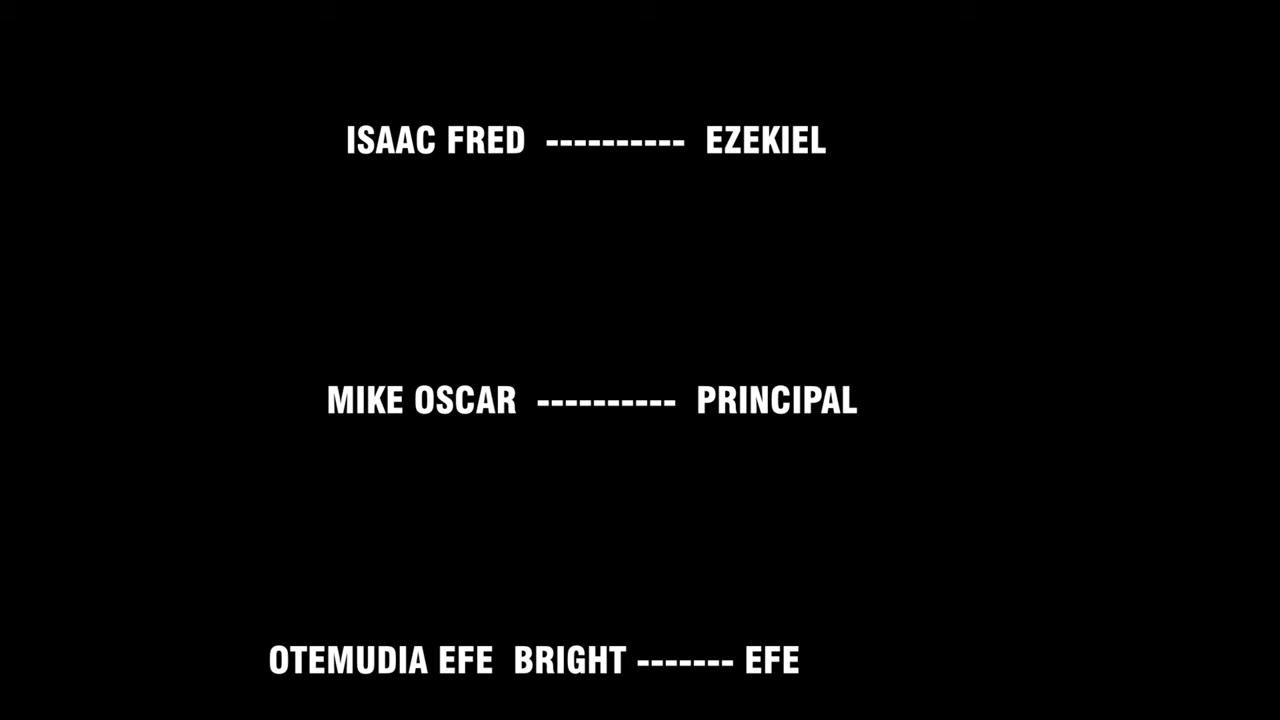 ISAAC FRED ---------- EZEKIEL
MIKE OSCAR ---------- PRINCIPAL
OTEMUDIA EFE BRIGHT ------- EFE